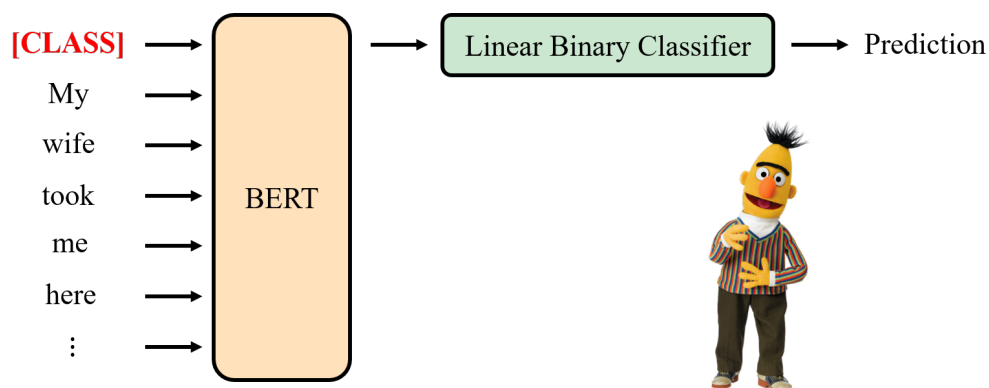 [CLASS]
My
wife
took
me
here
⋮
BERT
Linear Binary Classifier
Prediction